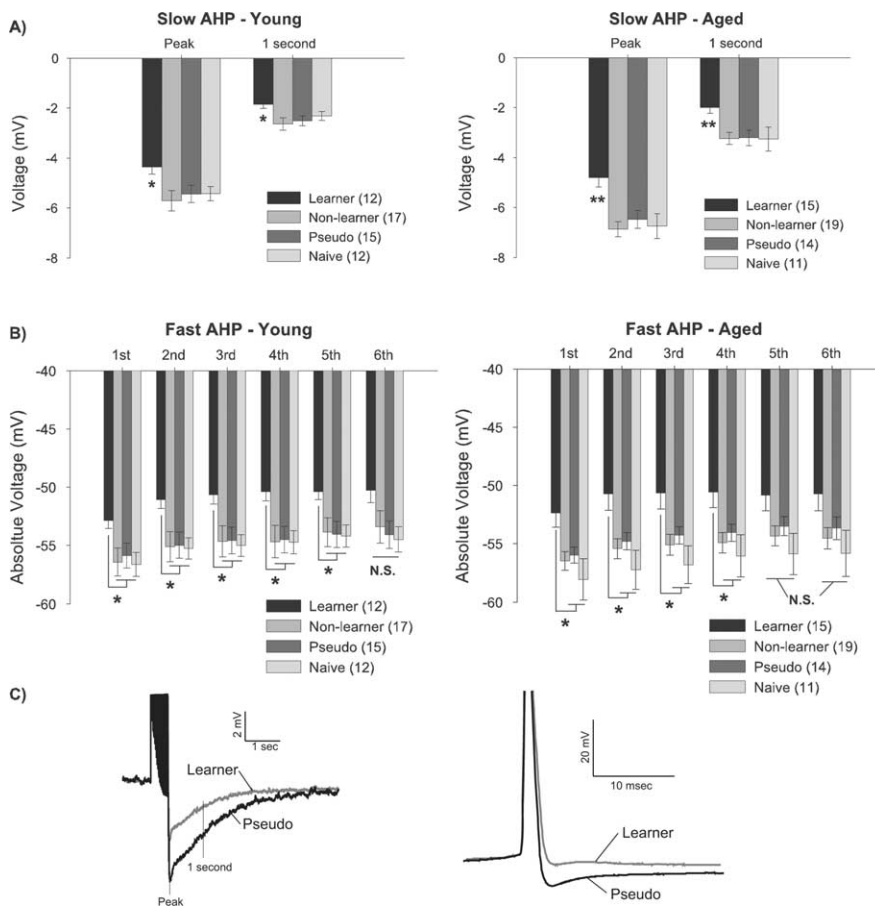 A)
Slow AHP - Young
Peak
1 second
0
-2
-4
-6
-8
Voltage (mV)
*
*
Learner (12)
Non-learner (17)
Pseudo (15)
Naive (12)
Slow AHP - Aged
Peak
1 second
0
-2
-4
-6
-8
Voltage (mV)
**
**
Learner (15)
Non-learner (19)
Pseudo (14)
Naive (11)
B)
Fast AHP - Young
1st 2nd 3rd 4th 5th 6th
-40
-45
-50
-55
-60
Absoltue Voltage (mV)
* * * * * N.S.
Learner (12)
Non-learner (17)
Pseudo (15)
Naive (12)
Fast AHP - Aged
1st 2nd 3rd 4th 5th 6th
-40
-45
-50
-55
-60
Absolute Voltage (mV)
* * * * N.S.
Learner (15)
Non-learner (19)
Pseudo (14)
Naive (11)
C)
2 mV
1 sec
Learner
Pseudo
1 second
Peak
20 mV
10 msec
Learner
Pseudo